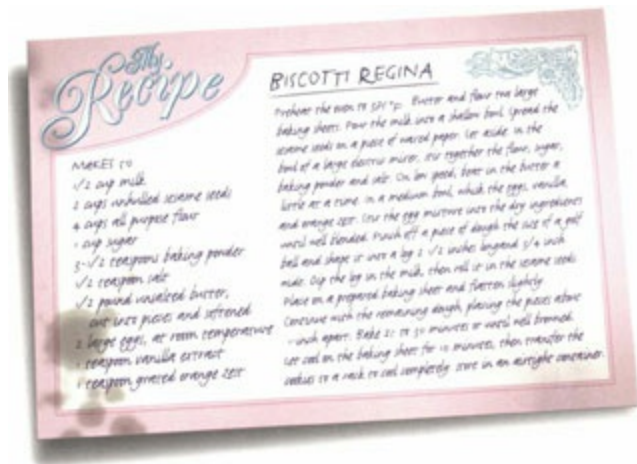 My
Recipe
BISCOTTI REGINA
MAKES 50
1/2 cup milk
2 cups unhulled sesame seeds
4 cups all purpose flour
1 cup sugar
3-1/2 teaspoons baking powder
1/2 teaspoon salt
1/2 pound unsalted butter,
cut into pieces and softened
2 large eggs, at room temperature
1 teaspoon vanilla extract
1 teaspoon grated orange zest
Preheat the oven to Butter and flour two large
baking sheets. Pour the milk into a shallow bowl. Spread the
sesame seeds on a piece of waxed paper. Set aside. In the
bowl of a large electric mixer, stir together the flour, sugar,
baking powder and salt. On low speed, beat in the butter a
little at a time. In a medium bowl, whisk the eggs, vanilla
and orange zest. Stir the egg mixture into the dry ingredients
until well blended. Pinch off a piece of dough the size of a golf
ball and shape it into a log 2 1/2 inches long and 3/4 inch
wide. Dip the log in the milk, then roll it in the sesame seeds.
Place on a prepared baking sheet and flatten slightly.
Continue with the remaining dough, placing the pieces about
1-inch apart. Bake 25 to 30 minutes or until well browned.
Let cool on the baking sheet for 10 minutes, then transfer the
cookies to a rack to cool completely. Store in an airtight container.